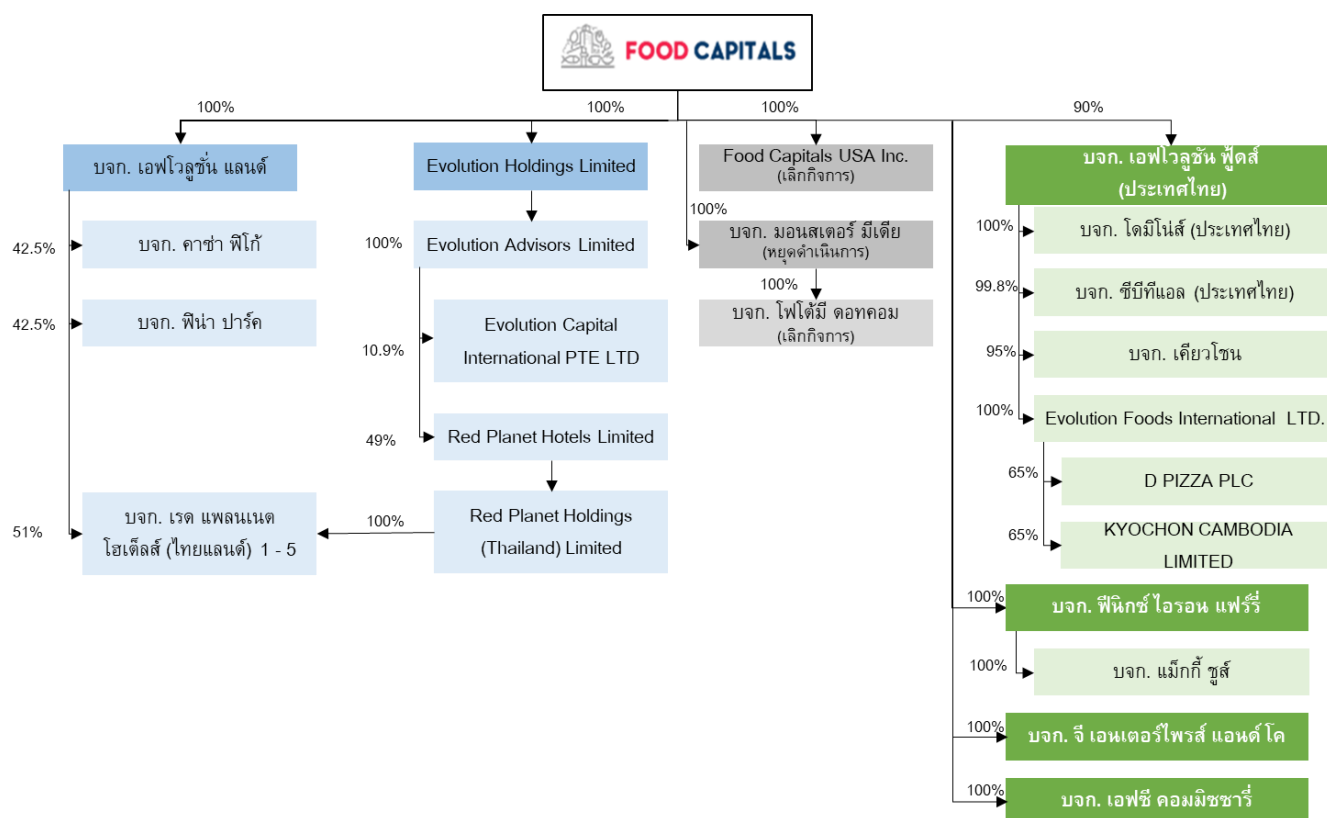 FOOD CAPITALS
100%
100%
100%
90%
บจก. เอฟโวลูชั่น แลนด์
42.5%
บจก. คาซ่า ฟิโก้
42.5%
บจก. ฟิน่า ปาร์ค
51%
บจก. เรด แพลนเนต
โฮเต็ลส์ (ไทยแลนด์) 1 - 5
Evolution Holdings Limited
100%
Evolution Advisors Limited
10.9%
Evolution Capital
International PTE LTD
49%
Red Planet Hotels Limited
100%
Red Planet Holdings
(Thailand) Limited
Food Capitals USA Inc.
(เลิกกิจการ)
100%
บจก. มอนสเตอร์ มีเดีย
(หยุดดำเนินการ)
100%
บจก. โฟโต้มี ดอทคอม
(เลิกกิจการ)
บจก. เอฟโวลูชัน ฟู้ดส์
(ประเทศไทย)
100%
บจก. โดมิโน่ส์ (ประเทศไทย)
99.8%
บจก. ซีบีทีแอล (ประเทศไทย)
95%
บจก. เคียวโชน
100%
Evolution Foods International LTD.
65%
D PIZZA PLC
65%
KYOCHON CAMBODIA
LIMITED
100%
บจก. ฟีนิกซ์ ไอรอน แฟร์รี่
100%
บจก. แม็กกี้ ชูส์
100%
บจก. จี เอนเตอร์ไพรส์ แอนด์ โค
100%
บจก. เอฟซี คอมมิซซารี่